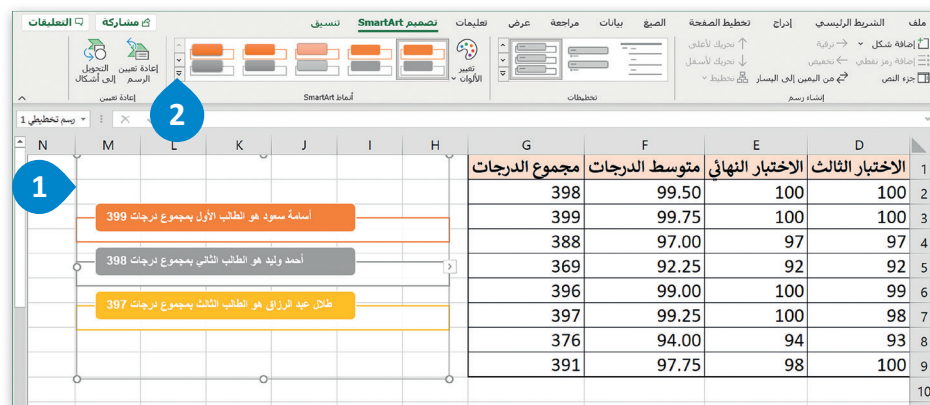 ملف الشريط الرئيسي إدراج تخطيط الصفحة الصيغ بيانات مراجعة عرض تعليمات تصميم SmartArt تنسيق مشاركة التعليقات
إضافة شكل ترقية تحريك لأعلى
إضافة رمز نقطي تخفيض تحريك لأسفل
جزء النص من اليمين إلى اليسار تخطيط
إنشاء رسم
تخطيطات
تغيير الألوان
أنماط SmartArt
إعادة تعيين الرسم
التحويل إلى أشكال
إعادة تعيين
2
رسم تخطيطي 1
D E F G H I J K L M N
1 الاختبار الثالث الاختبار النهائي متوسط الدرجات مجموع الدرجات
2 100 100 99.50 398
3 100 100 99.75 399
4 97 97 97.00 388
5 92 92 92.25 369
6 99 100 99.00 396
7 98 100 99.25 397
8 93 94 94.00 376
9 100 98 97.75 391
10
1
أسامة سعود هو الطالب الأول بمجموع درجات 399
أحمد وليد هو الطالب الثاني بمجموع درجات 398
طلال عبد الرزاق هو الطالب الثالث بمجموع درجات 397